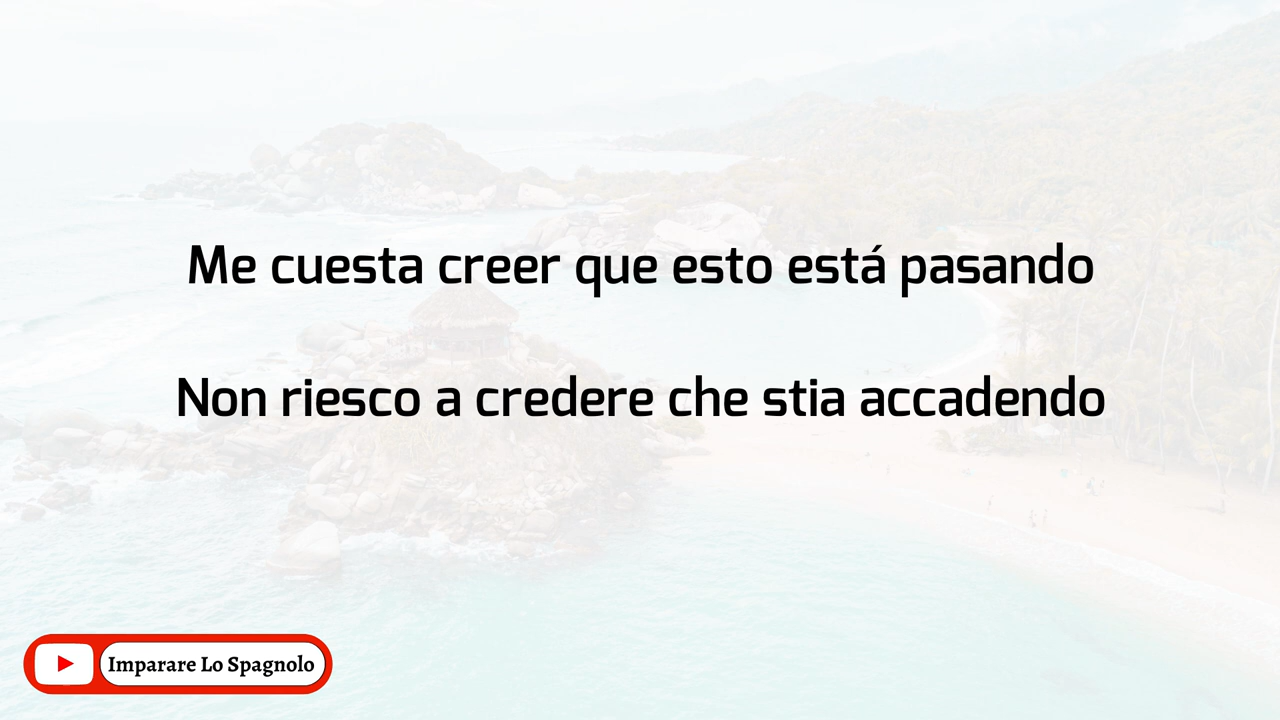 Me cuesta creer que esto está pasando
Non riesco a credere che stia accadendo
Imparare Lo Spagnolo